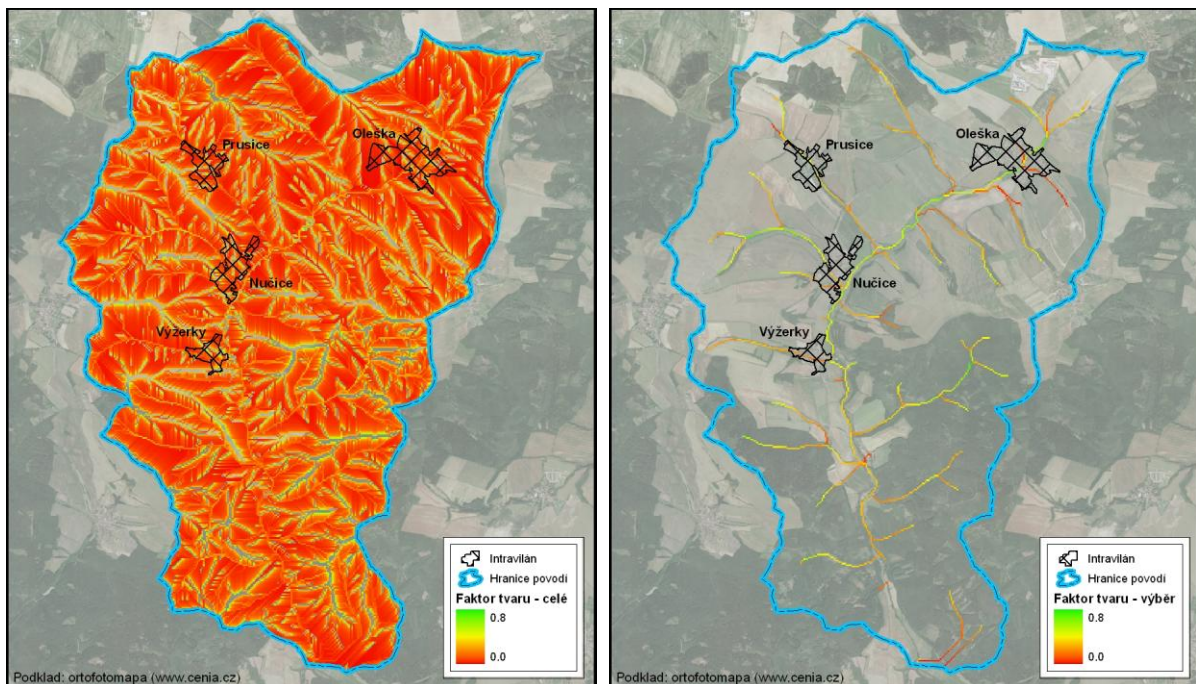 Oleška
Prusice
Nučice
Výžerky
Intravilán
Hranice povodí
Faktor tvaru - celé
0.8
0.0
Podklad: ortofotomapa (www.cenia.cz)
Oleška
Prusice
Nučice
Výžerky
Intravilán
Hranice povodí
Faktor tvaru - výběr
0.8
0.0
Podklad: ortofotomapa (www.cenia.cz)